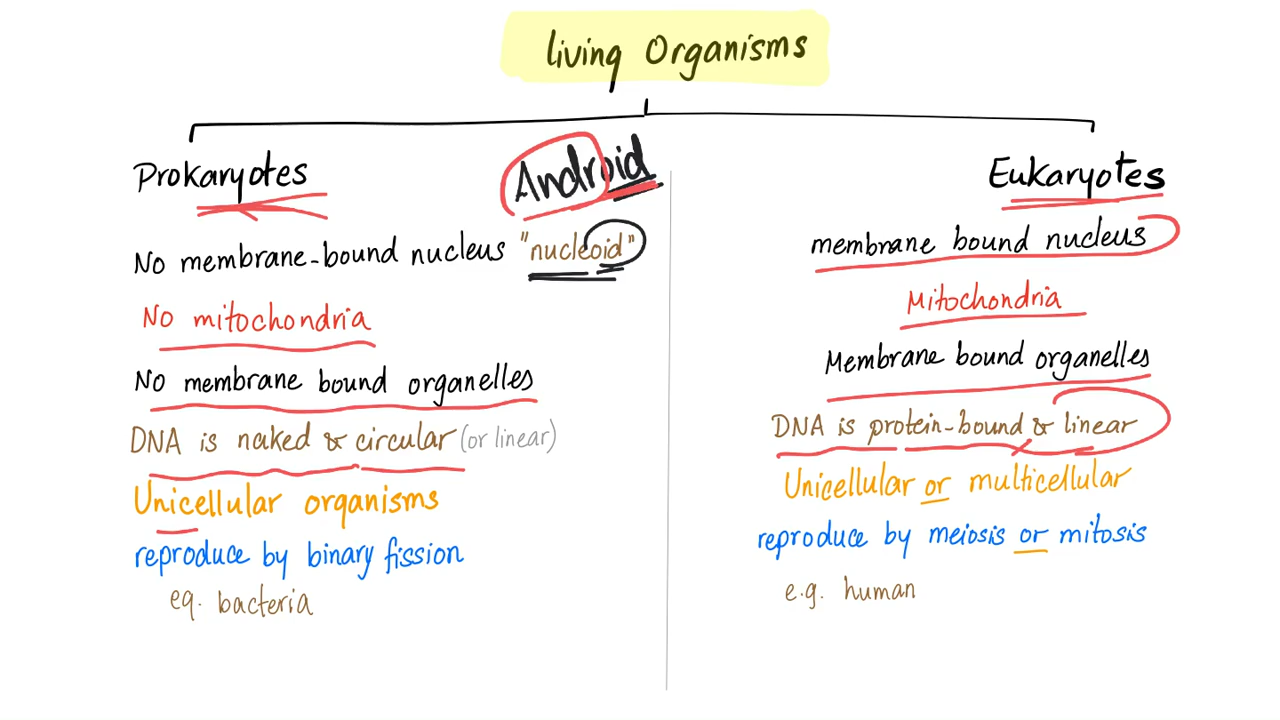 living Organisms
Prokaryotes
Android
No membrane-bound nucleus "nucleoid"
No mitochondria
No membrane bound organelles
DNA is naked & circular (or linear)
Unicellular organisms
reproduce by binary fission
eg. bacteria
Eukaryotes
membrane bound nucleus
Mitochondria
Membrane bound organelles
DNA is protein-bound & linear
Unicellular or multicellular
reproduce by meiosis or mitosis
e.g. human